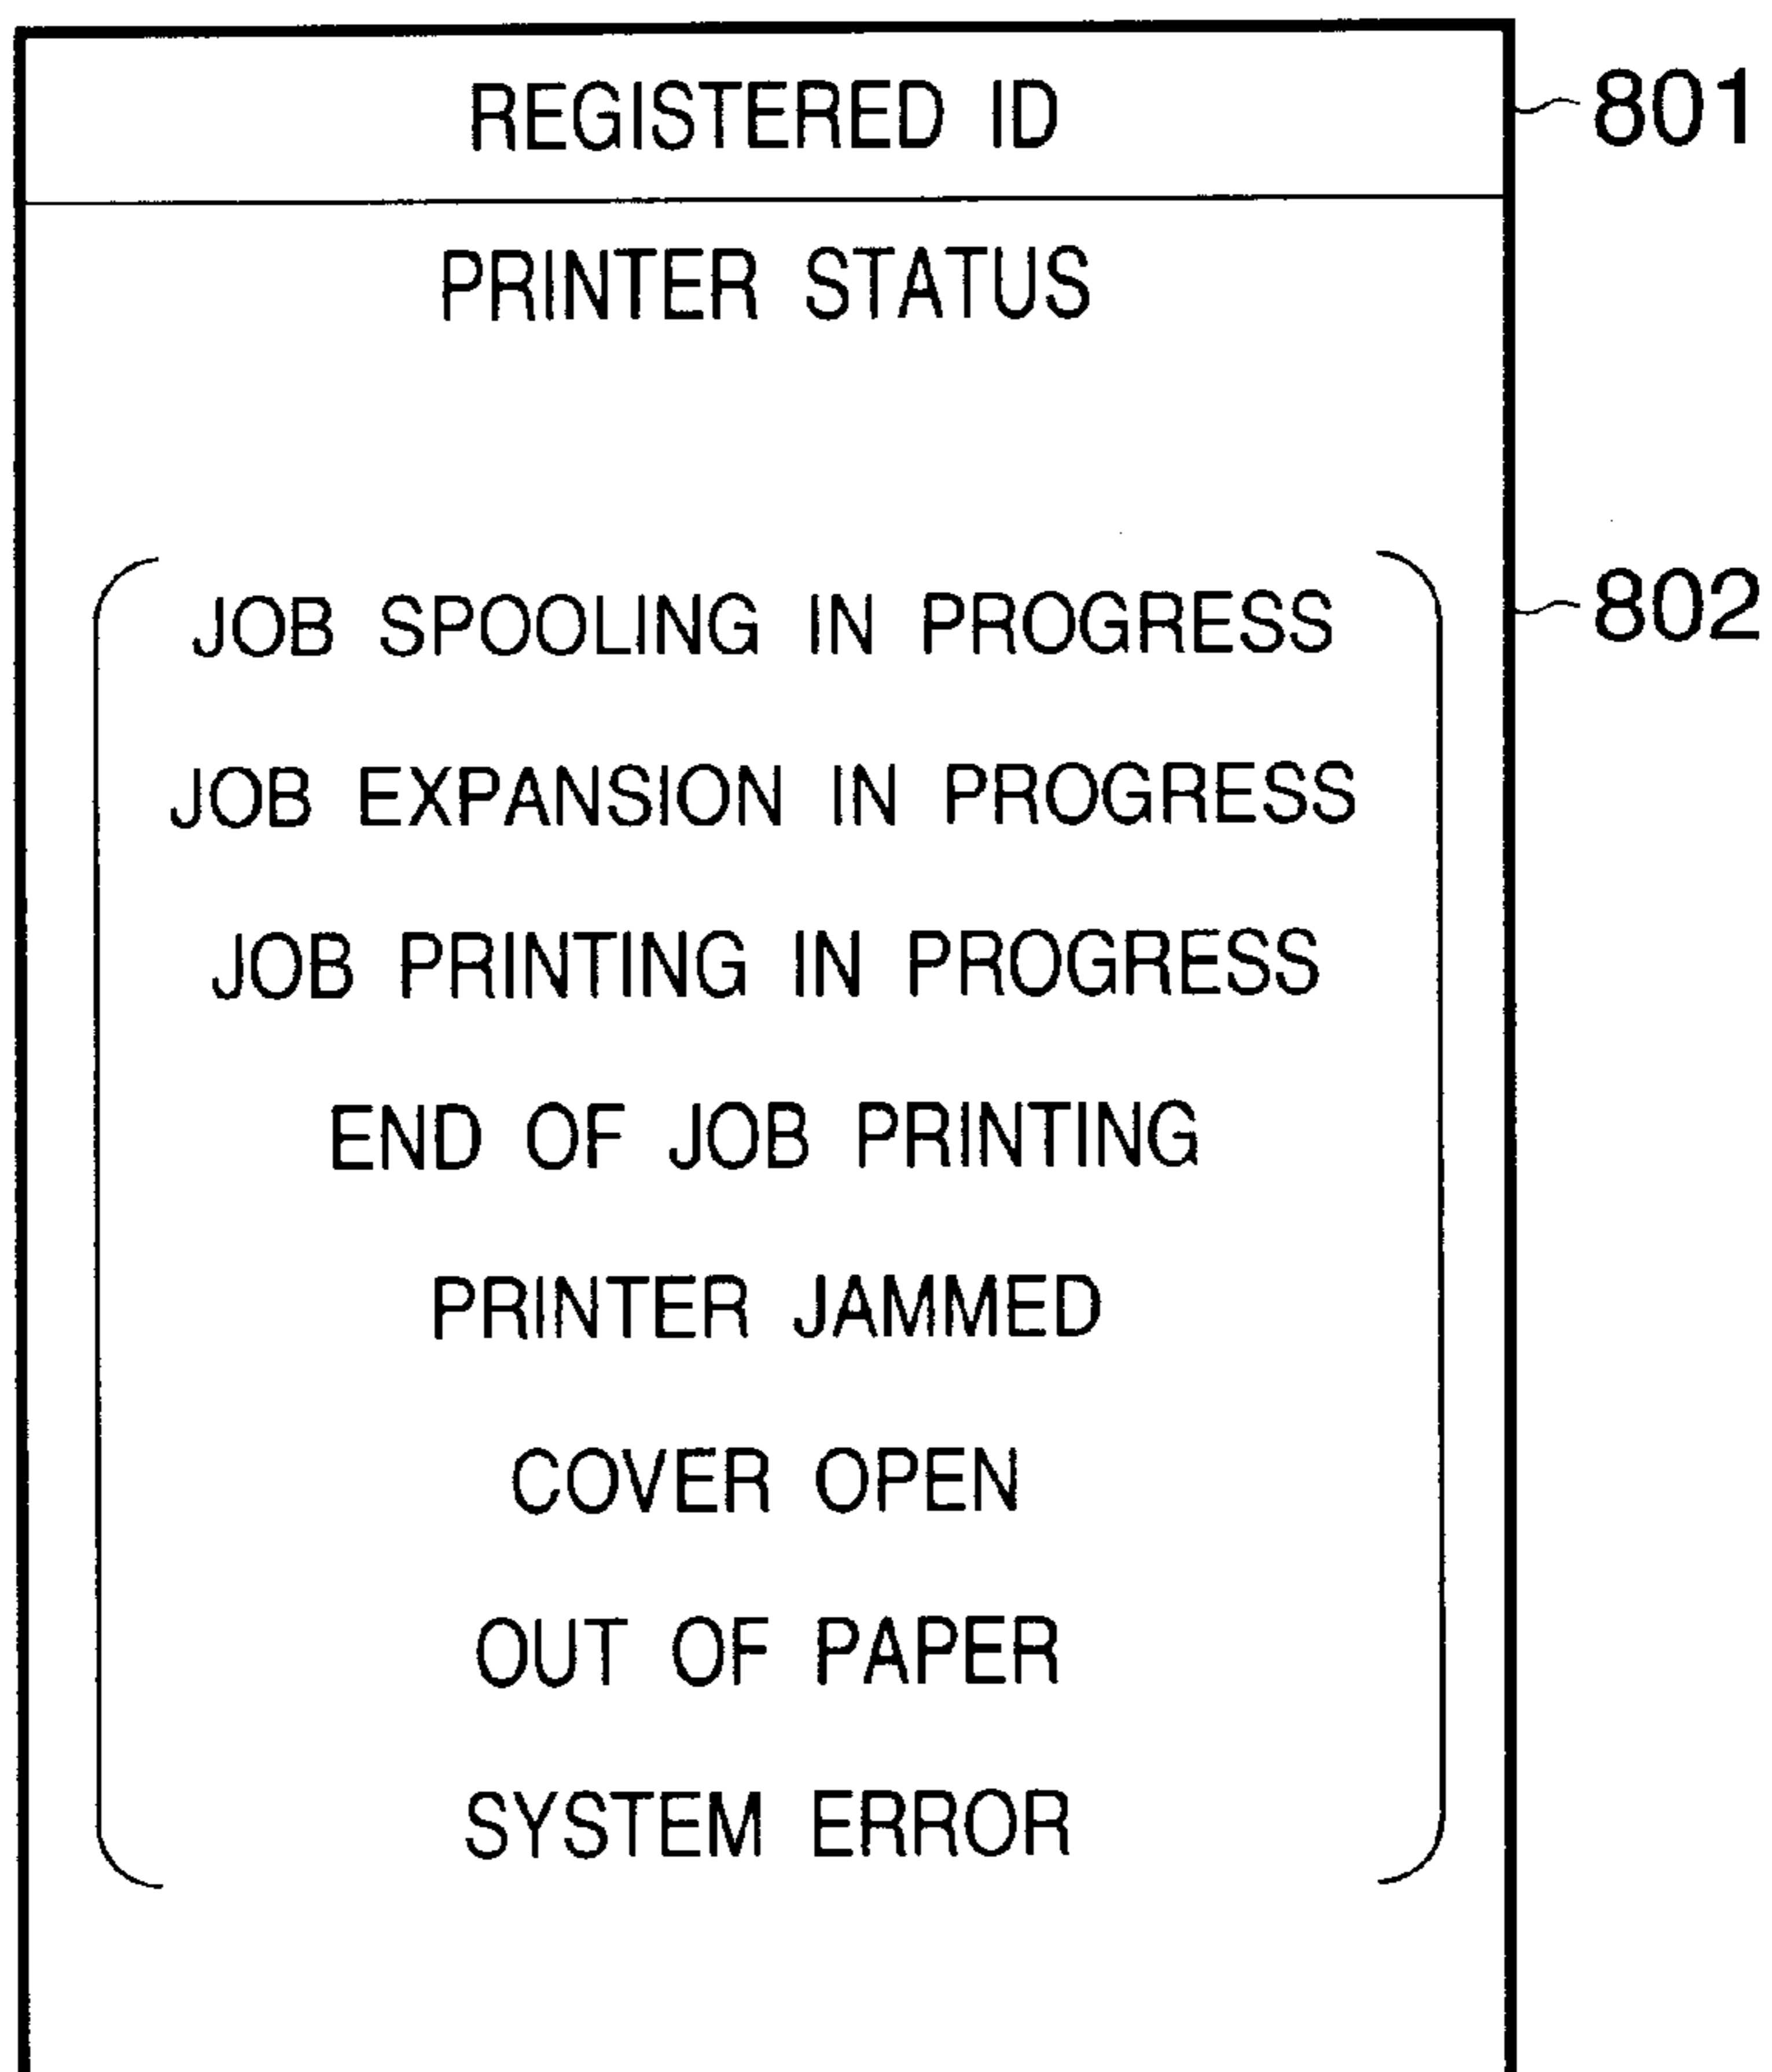 REGISTERED ID 801
PRINTER STATUS
JOB SPOOLING IN PROGRESS 802
JOB EXPANSION IN PROGRESS
JOB PRINTING IN PROGRESS
END OF JOB PRINTING
PRINTER JAMMED
COVER OPEN
OUT OF PAPER
SYSTEM ERROR